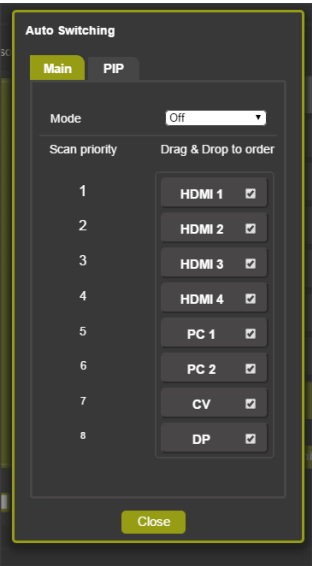 Auto Switching
Main PIP
Mode Off
Scan priority Drag & Drop to order
1 HDMI 1
2 HDMI 2
3 HDMI 3
4 HDMI 4
5 PC 1
6 PC 2
7 CV
8 DP
Close